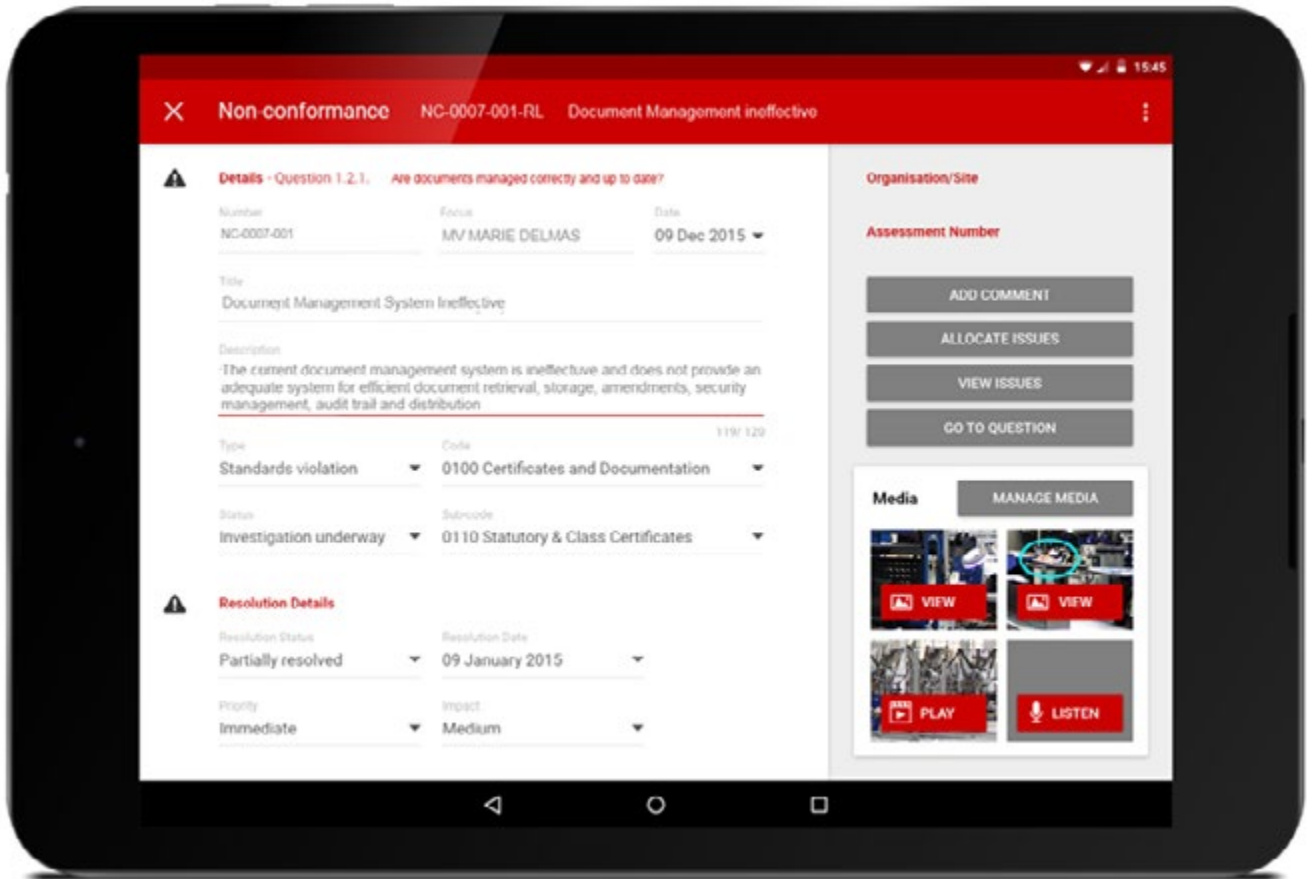 15:45
Non-conformance NC-0007-001-RL Document Management ineffective
Details - Question 1.2.1. Are documents managed correctly and up to date?
Number Focus Date
NC-0007-001 MV MARIE DELMAS 09 Dec 2015
Title
Document Management System Ineffective
Description
The current document management system is ineffectuve and does not provide an
adequate system for efficient document retrieval, storage, amendments, security
management, audit trail and distribution
119/ 120
Type Code
Standards violation 0100 Certificates and Documentation
Status Sub-code
Investigation underway 0110 Statutory & Class Certificates
Resolution Details
Resolution Status Resolution Date
Partially resolved 09 January 2015
Priority Impact
Immediate Medium
Organisation/Site
Assessment Number
ADD COMMENT
ALLOCATE ISSUES
VIEW ISSUES
GO TO QUESTION
Media MANAGE MEDIA
VIEW VIEW
PLAY LISTEN